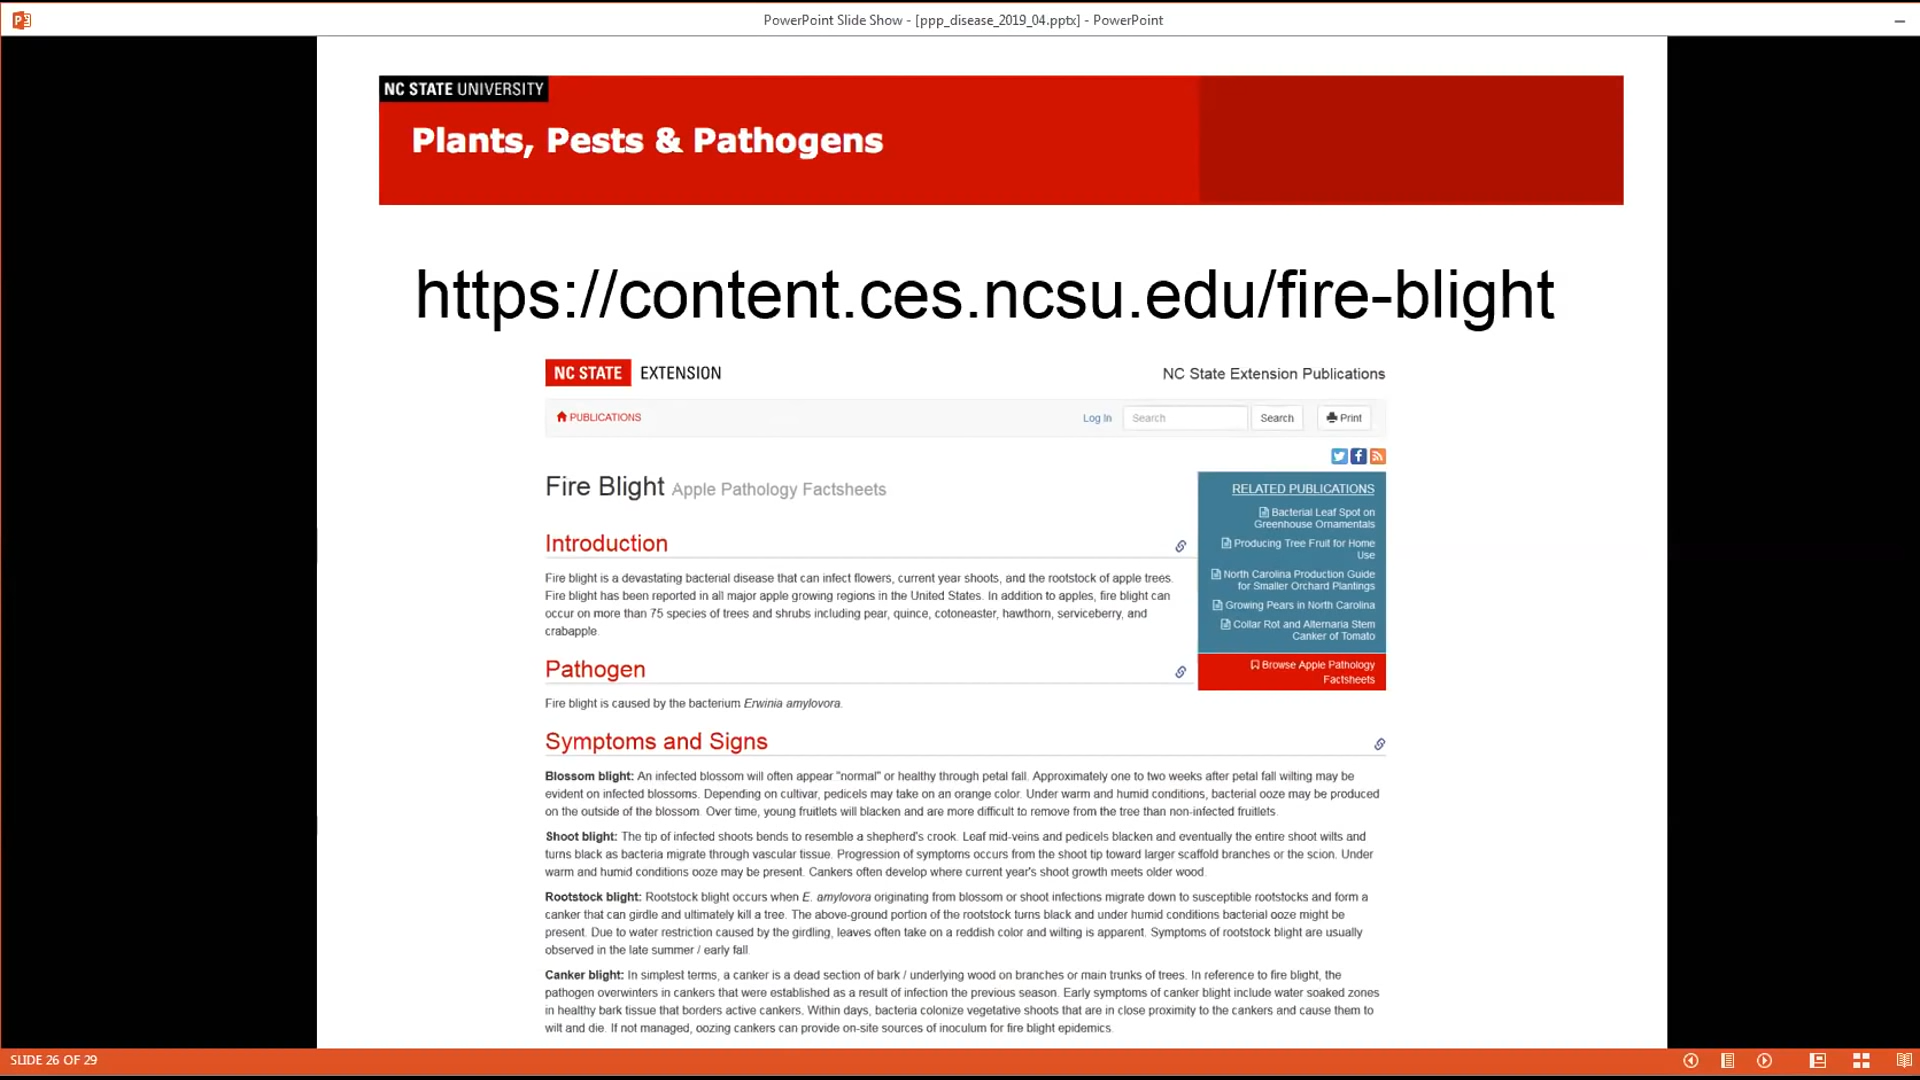 PowerPoint Slide Show - [ppp_disease_2019_04.pptx] - PowerPoint
NC STATE UNIVERSITY
Plants, Pests & Pathogens
https://content.ces.ncsu.edu/fire-blight
NC STATE EXTENSION
NC State Extension Publications
PUBLICATIONS
Log In
Search
Search
Print
Fire Blight Apple Pathology Factsheets
Introduction
Fire blight is a devastating bacterial disease that can infect flowers, current year shoots, and the rootstock of apple trees.
Fire blight has been reported in all major apple growing regions in the United States. In addition to apples, fire blight can
occur on more than 75 species of trees and shrubs including pear, quince, cotoneaster, hawthorn, serviceberry, and
crabapple.
RELATED PUBLICATIONS
Bacterial Leaf Spot on
Greenhouse Ornamentals
Producing Tree Fruit for Home
Use
North Carolina Production Guide
for Smaller Orchard Plantings
Growing Pears in North Carolina
Collar Rot and Alternaria Stem
Canker of Tomato
Browse Apple Pathology
Factsheets
Pathogen
Fire blight is caused by the bacterium Erwinia amylovora.
Symptoms and Signs
Blossom blight: An infected blossom will often appear "normal" or healthy through petal fall. Approximately one to two weeks after petal fall wilting may be
evident on infected blossoms. Depending on cultivar, pedicels may take on an orange color. Under warm and humid conditions, bacterial ooze may be produced
on the outside of the blossom. Over time, young fruitlets will blacken and are more difficult to remove from the tree than non-infected fruitlets.
Shoot blight: The tip of infected shoots bends to resemble a shepherd's crook. Leaf mid-veins and pedicels blacken and eventually the entire shoot wilts and
turns black as bacteria migrate through vascular tissue. Progression of symptoms occurs from the shoot tip toward larger scaffold branches or the scion. Under
warm and humid conditions ooze may be present. Cankers often develop where current year's shoot growth meets older wood.
Rootstock blight: Rootstock blight occurs when E. amylovora originating from blossom or shoot infections migrate down to susceptible rootstocks and form a
canker that can girdle and ultimately kill a tree. The above-ground portion of the rootstock turns black and under humid conditions bacterial ooze might be
present. Due to water restriction caused by the girdling, leaves often take on a reddish color and wilting is apparent. Symptoms of rootstock blight are usually
observed in the late summer / early fall.
Canker blight: In simplest terms, a canker is a dead section of bark / underlying wood on branches or main trunks of trees. In reference to fire blight, the
pathogen overwinters in cankers that were established as a result of infection the previous season. Early symptoms of canker blight include water soaked zones
in healthy bark tissue that borders active cankers. Within days, bacteria colonize vegetative shoots that are in close proximity to the cankers and cause them to
wilt and die. If not managed, oozing cankers can provide on-site sources of inoculum for fire blight epidemics.
SLIDE 26 OF 29